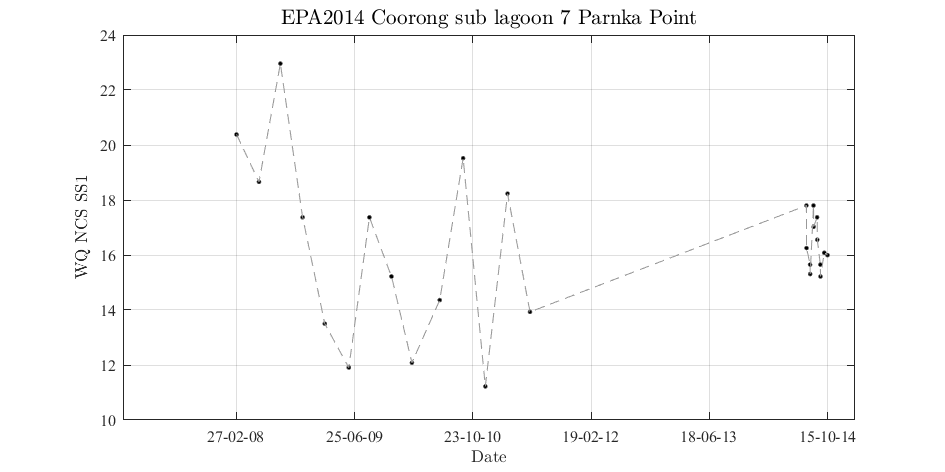 EPA2014 Coorong sub lagoon 7 Parnka Point
24
22
20
18
16
14
12
10
WQ NCS SS1
27-02-08 25-06-09 23-10-10 19-02-12 18-06-13 15-10-14
Date